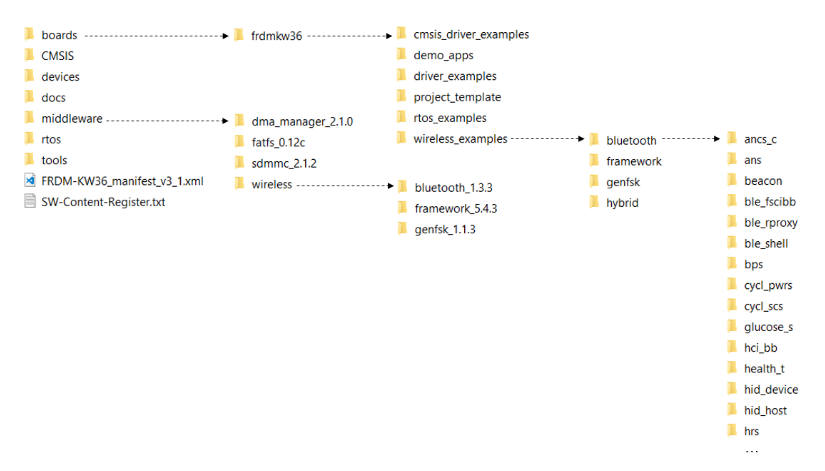 boards
CMSIS
devices
docs
middleware
rtos
tools
FRDM-KW36_manifest_v3_1.xml
SW-Content-Register.txt
frdmkw36
dma_manager_2.1.0
fatfs_0.12c
sdmmc_2.1.2
wireless
cmsis_driver_examples
demo_apps
driver_examples
project_template
rtos_examples
wireless_examples
bluetooth_1.3.3
framework_5.4.3
genfsk_1.1.3
bluetooth
framework
genfsk
hybrid
ancs_c
ans
beacon
ble_fscibb
ble_rproxy
ble_shell
bps
cycl_pwrs
cycl_scs
glucose_s
hci_bb
health_t
hid_device
hid_host
hrs
...